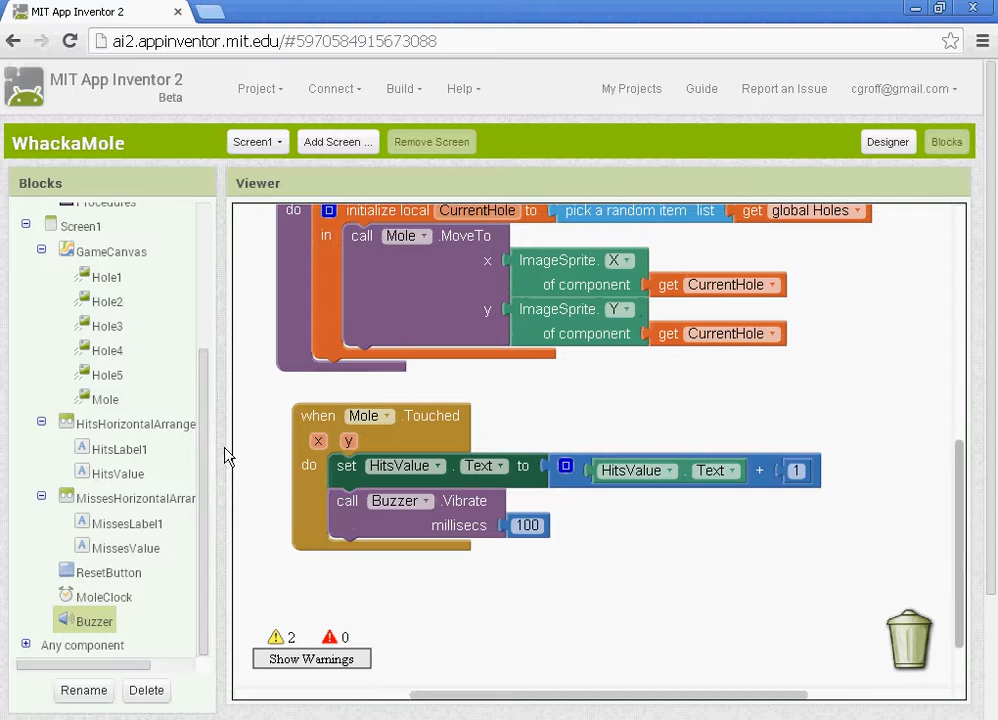 MIT App Inventor 2
ai2.appinventor.mit.edu/#5970584915673088
MIT App Inventor 2
Beta
Project Connect Build Help My Projects Guide Report an Issue cgroff@gmail.com
WhackaMole Screen1 Add Screen ... Remove Screen Designer Blocks
Blocks
Viewer
Procedures
Screen1
GameCanvas
Hole1
Hole2
Hole3
Hole4
Hole5
Mole
HitsHorizontalArrange
HitsLabel1
HitsValue
MissesHorizontalArrar
MissesLabel1
MissesValue
ResetButton
MoleClock
Buzzer
Any component
Rename Delete
do initialize local CurrentHole to pick a random item list get global Holes
in call Mole .MoveTo
x ImageSprite. X
of component get CurrentHole
y ImageSprite. Y
of component get CurrentHole
when Mole .Touched
x y
do set HitsValue . Text to HitsValue . Text + 1
call Buzzer .Vibrate
millisecs 100
2 0
Show Warnings